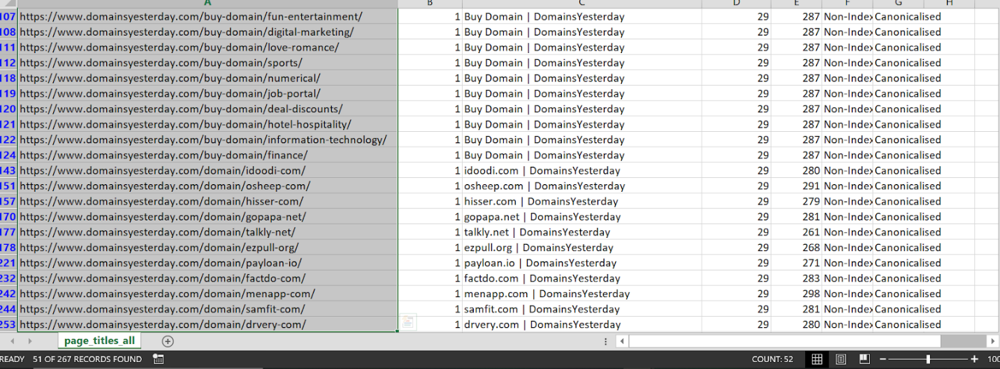 A B C D E F G H
107 https://www.domainsyesterday.com/buy-domain/fun-entertainment/ 1 Buy Domain | DomainsYesterday 29 287 Non-Index Canonicalised
108 https://www.domainsyesterday.com/buy-domain/digital-marketing/ 1 Buy Domain | DomainsYesterday 29 287 Non-Index Canonicalised
111 https://www.domainsyesterday.com/buy-domain/love-romance/ 1 Buy Domain | DomainsYesterday 29 287 Non-Index Canonicalised
112 https://www.domainsyesterday.com/buy-domain/sports/ 1 Buy Domain | DomainsYesterday 29 287 Non-Index Canonicalised
118 https://www.domainsyesterday.com/buy-domain/numerical/ 1 Buy Domain | DomainsYesterday 29 287 Non-Index Canonicalised
119 https://www.domainsyesterday.com/buy-domain/job-portal/ 1 Buy Domain | DomainsYesterday 29 287 Non-Index Canonicalised
120 https://www.domainsyesterday.com/buy-domain/deal-discounts/ 1 Buy Domain | DomainsYesterday 29 287 Non-Index Canonicalised
121 https://www.domainsyesterday.com/buy-domain/hotel-hospitality/ 1 Buy Domain | DomainsYesterday 29 287 Non-Index Canonicalised
122 https://www.domainsyesterday.com/buy-domain/information-technology/ 1 Buy Domain | DomainsYesterday 29 287 Non-Index Canonicalised
124 https://www.domainsyesterday.com/buy-domain/finance/ 1 Buy Domain | DomainsYesterday 29 287 Non-Index Canonicalised
143 https://www.domainsyesterday.com/domain/idoodi-com/ 1 idoodi.com | DomainsYesterday 29 280 Non-Index Canonicalised
151 https://www.domainsyesterday.com/domain/osheep-com/ 1 osheep.com | DomainsYesterday 29 291 Non-Index Canonicalised
157 https://www.domainsyesterday.com/domain/hisser-com/ 1 hisser.com | DomainsYesterday 29 279 Non-Index Canonicalised
170 https://www.domainsyesterday.com/domain/gopapa-net/ 1 gopapa.net | DomainsYesterday 29 281 Non-Index Canonicalised
177 https://www.domainsyesterday.com/domain/talkly-net/ 1 talkly.net | DomainsYesterday 29 261 Non-Index Canonicalised
178 https://www.domainsyesterday.com/domain/ezpull-org/ 1 ezpull.org | DomainsYesterday 29 268 Non-Index Canonicalised
221 https://www.domainsyesterday.com/domain/payloan-io/ 1 payloan.io | DomainsYesterday 29 271 Non-Index Canonicalised
232 https://www.domainsyesterday.com/domain/factdo-com/ 1 factdo.com | DomainsYesterday 29 283 Non-Index Canonicalised
242 https://www.domainsyesterday.com/domain/menapp-com/ 1 menapp.com | DomainsYesterday 29 298 Non-Index Canonicalised
244 https://www.domainsyesterday.com/domain/samfit-com/ 1 samfit.com | DomainsYesterday 29 281 Non-Index Canonicalised
253 https://www.domainsyesterday.com/domain/drvery-com/ 1 drvery.com | DomainsYesterday 29 280 Non-Index Canonicalised
page_titles_all
READY 51 OF 267 RECORDS FOUND COUNT: 52 100